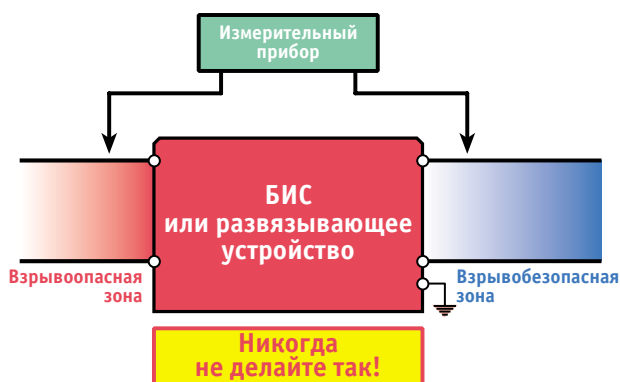 Измерительный
прибор
БИС
или развязывающее
устройство
Взрывоопасная
зона
Взрывобезопасная
зона
Никогда
не делайте так!